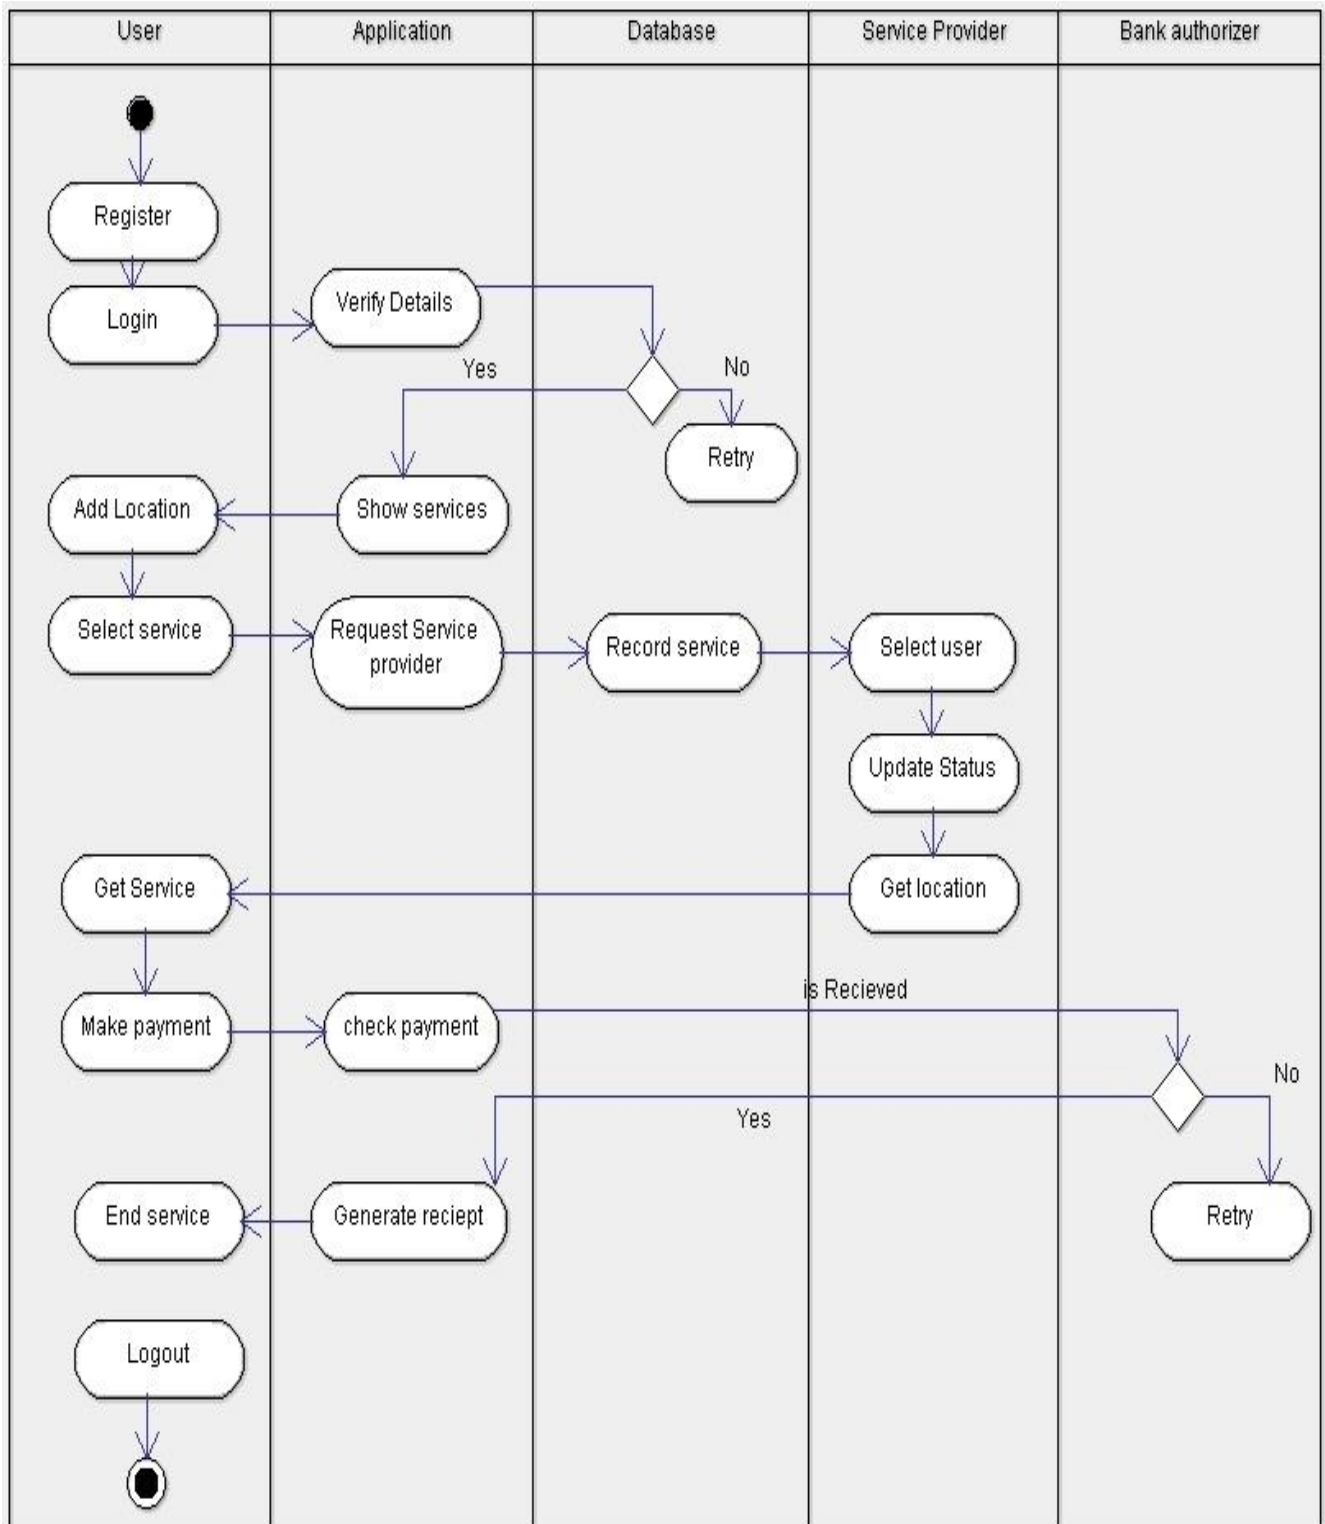 User
Application
Database
Service Provider
Bank authorizer
Register
Login
Verify Details
Yes
No
Retry
Add Location
Show services
Select service
Request Service
provider
Record service
Select user
Update Status
Get Service
Get location
is Recieved
Make payment
check payment
No
Yes
End service
Generate reciept
Retry
Logout